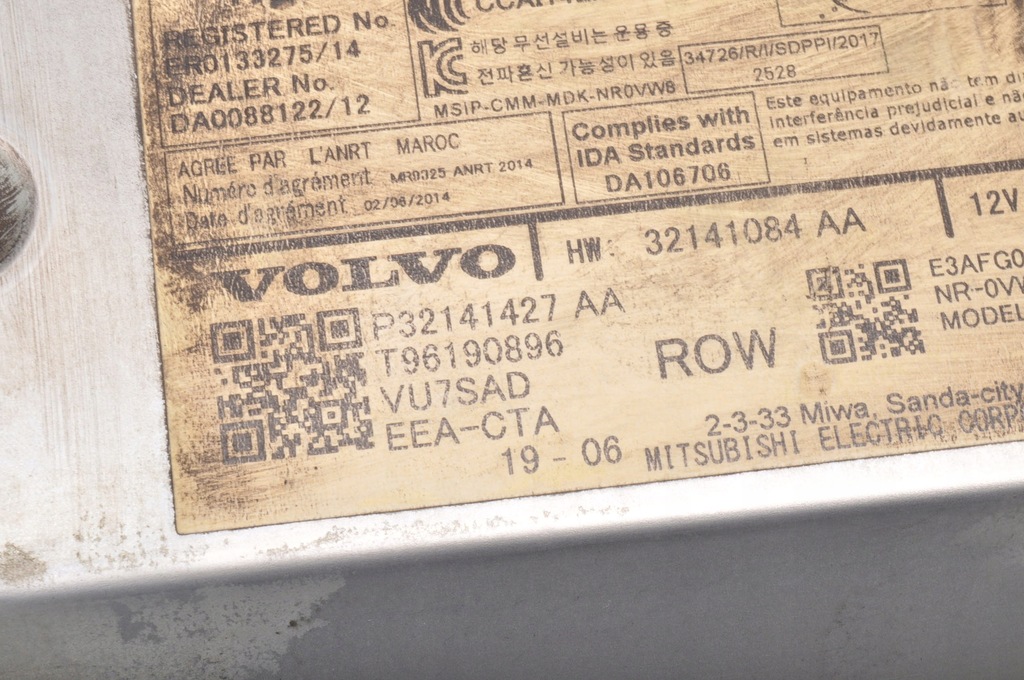 REGISTERED No.
ER0133275/14
DEALER No.
DA0088122/12
해당 무선설비는 운용 중
전파혼신 가능성이 있음
MSIP-CMM-MDK-NR0VW8
34726/R/I/SDPPI/2017
2528
AGREE PAR L'ANRT MAROC
Numéro d'agrément MR9325 ANRT 2014
Date d'agrément 02/06/2014
Complies with
IDA Standards
DA106706
Este equipamento não tem di
interferência prejudicial e nã
em sistemas devidamente au
VOLVO
HW: 32141084 AA
12V
P32141427 AA
T96190896
VU7SAD
EEA-CTA
19 - 06
ROW
E3AFG0
NR-0VW
MODEL
2-3-33 Miwa, Sanda-city
MITSUBISHI ELECTRIC CORP